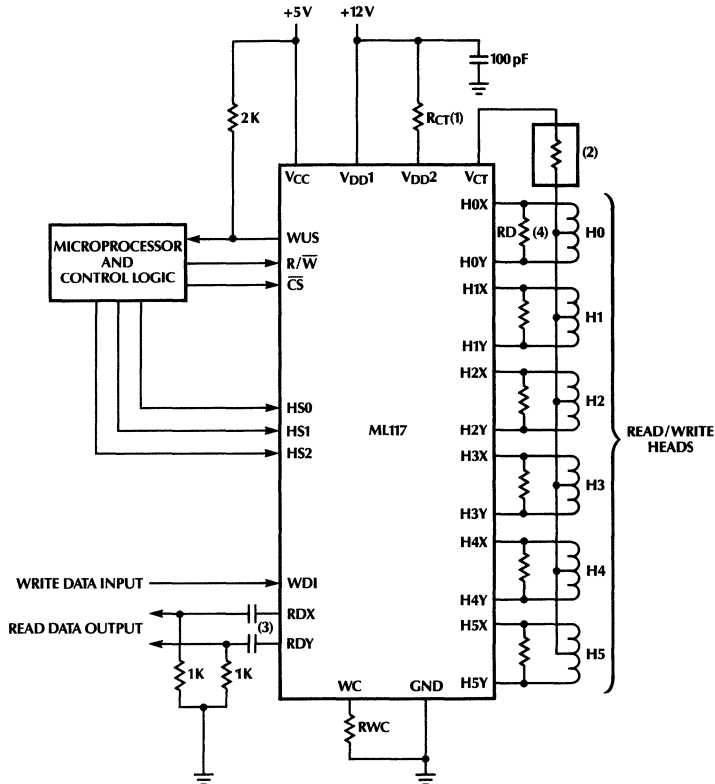 +5V
+12V
100 pF
2K
RCT(1)
(2)
VCC
VDD1
VDD2
VCT
H0X
RD (4)
H0
H0Y
WUS
MICROPROCESSOR
AND
CONTROL LOGIC
R/W̅
C̅S̅
H1X
H1
H1Y
H2X
H2
H2Y
HS0
HS1
HS2
ML117
READ/WRITE
HEADS
H3X
H3
H3Y
H4X
H4
H4Y
WRITE DATA INPUT
WDI
RDX
READ DATA OUTPUT
(3)
RDY
H5X
H5
H5Y
1K
1K
WC
GND
RWC